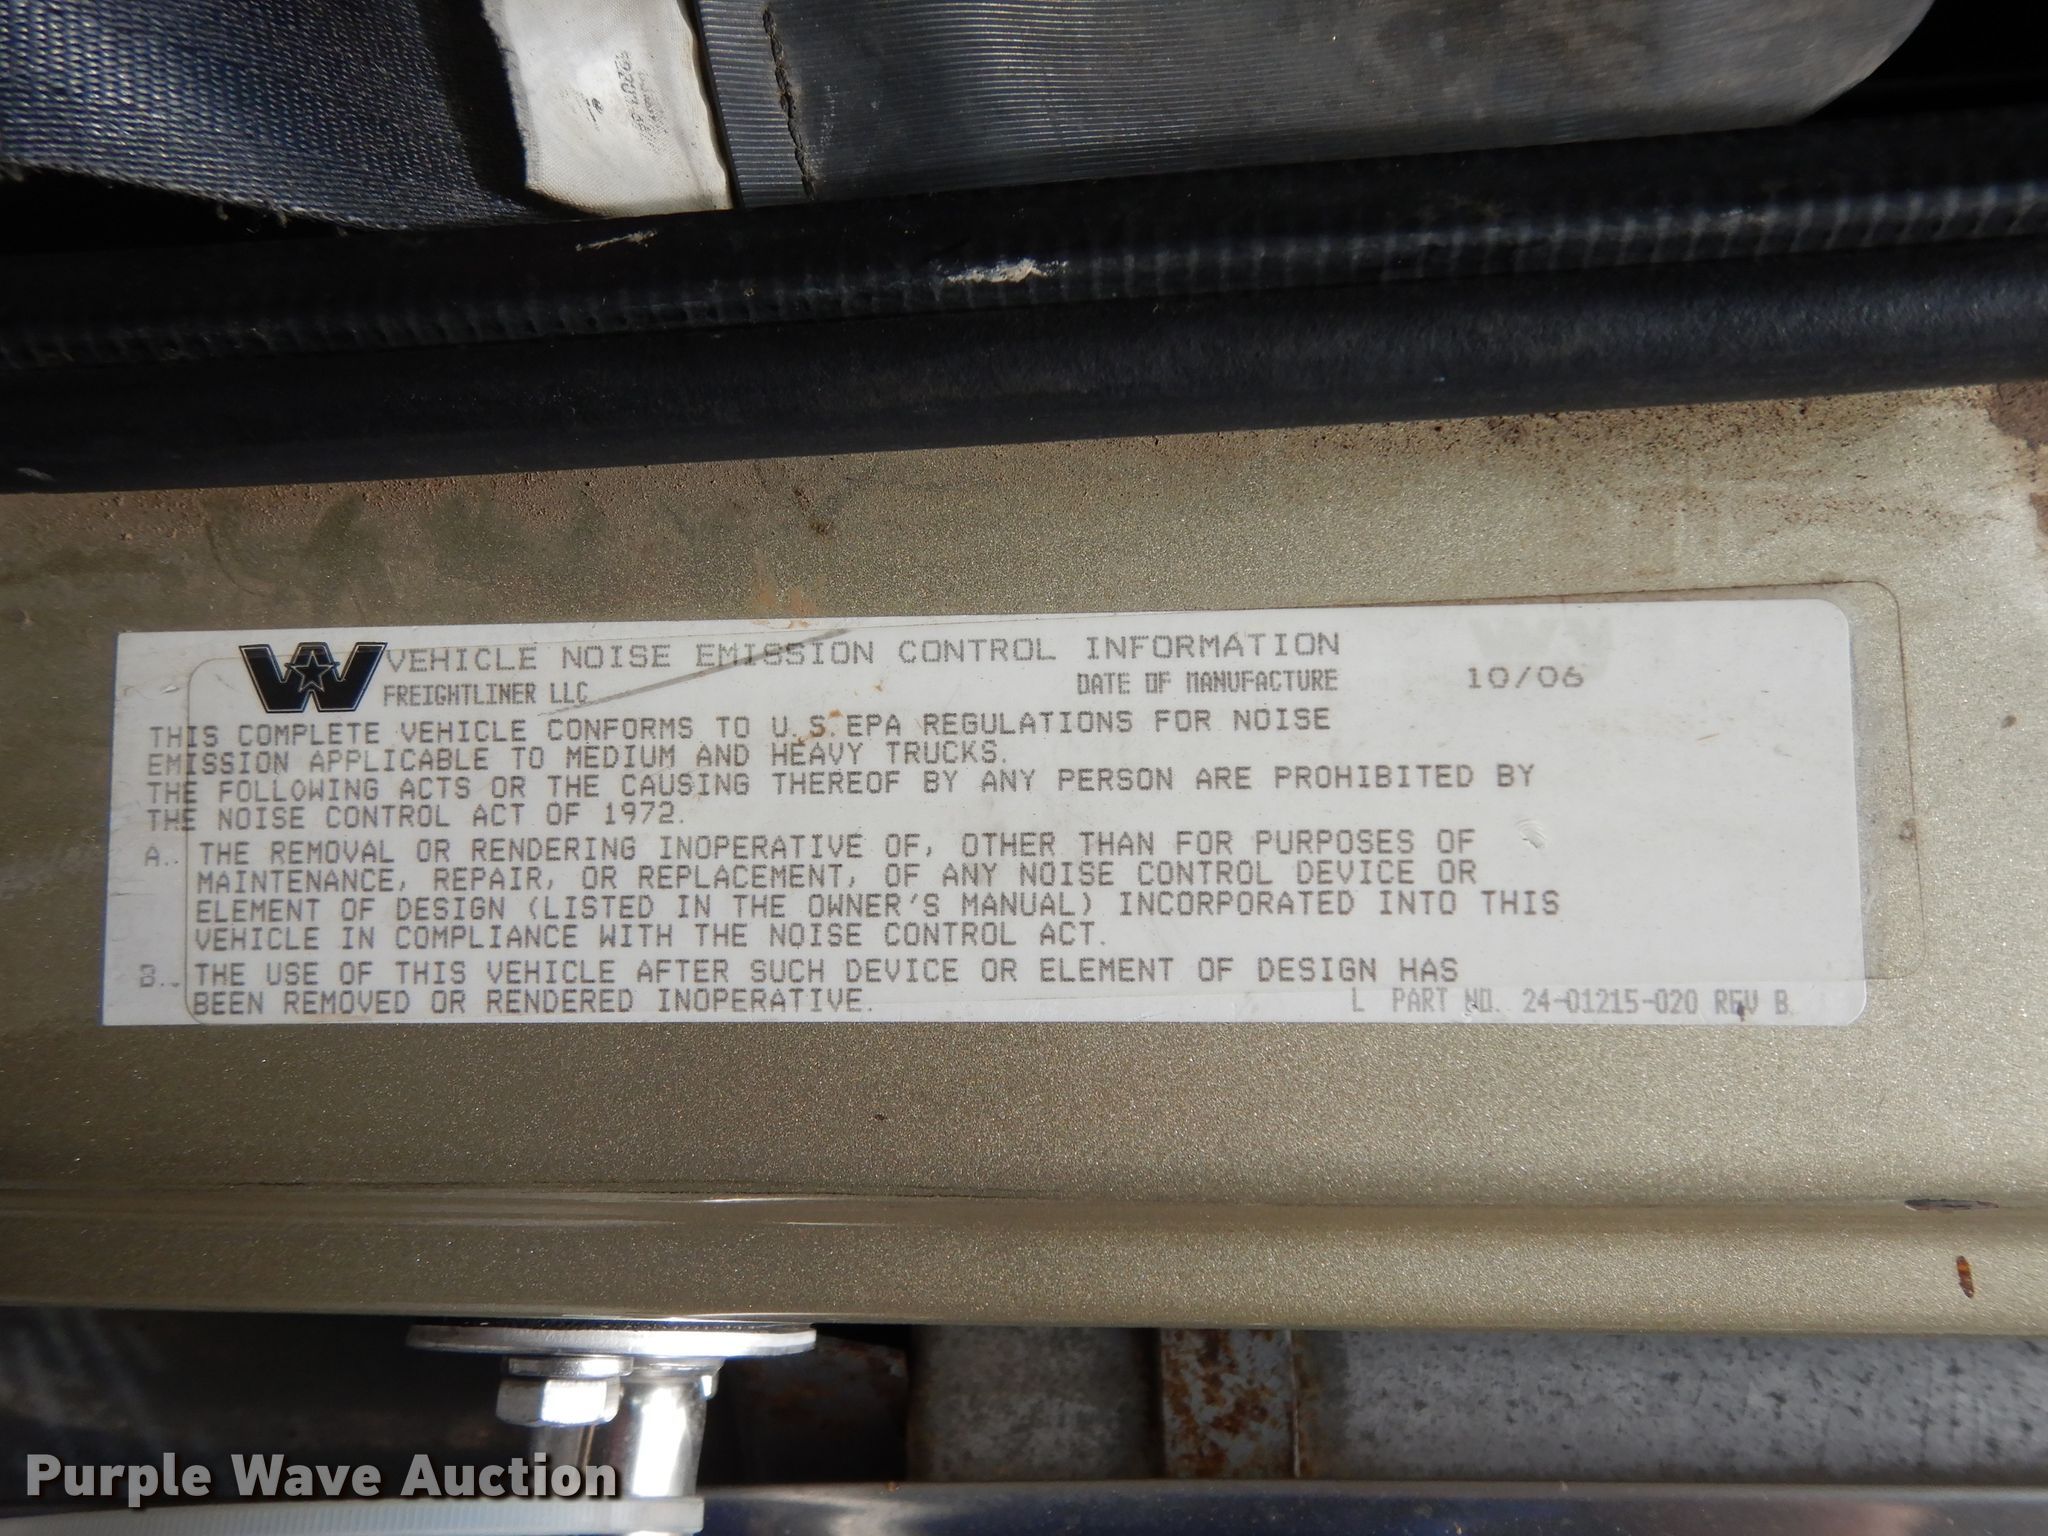 VEHICLE NOISE EMISSION CONTROL INFORMATION
FREIGHTLINER LLC DATE OF MANUFACTURE 10/06
THIS COMPLETE VEHICLE CONFORMS TO U.S. EPA REGULATIONS FOR NOISE
EMISSION APPLICABLE TO MEDIUM AND HEAVY TRUCKS.
THE FOLLOWING ACTS OR THE CAUSING THEREOF BY ANY PERSON ARE PROHIBITED BY
THE NOISE CONTROL ACT OF 1972.
A.. THE REMOVAL OR RENDERING INOPERATIVE OF, OTHER THAN FOR PURPOSES OF
MAINTENANCE, REPAIR, OR REPLACEMENT, OF ANY NOISE CONTROL DEVICE OR
ELEMENT OF DESIGN (LISTED IN THE OWNER'S MANUAL) INCORPORATED INTO THIS
VEHICLE IN COMPLIANCE WITH THE NOISE CONTROL ACT.
B.. THE USE OF THIS VEHICLE AFTER SUCH DEVICE OR ELEMENT OF DESIGN HAS
BEEN REMOVED OR RENDERED INOPERATIVE.
L PART NO. 24-01215-020 REV B
Purple Wave Auction